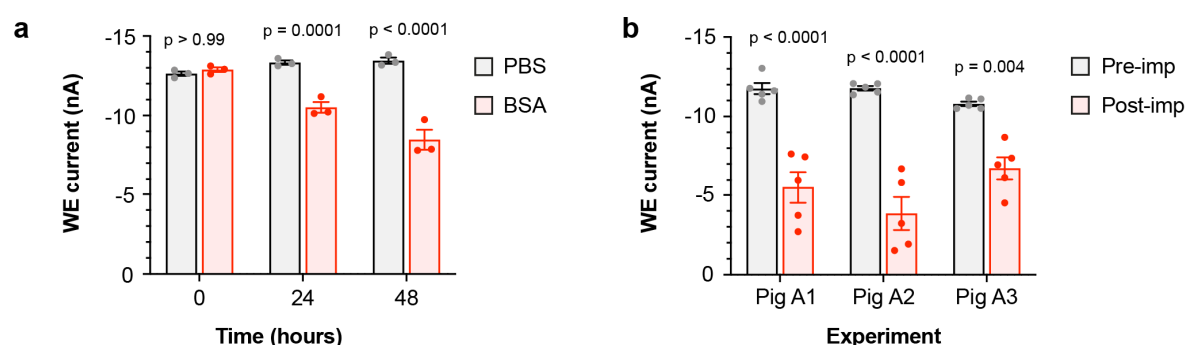 a
-15
-10
-5
0
WE current (nA)
p > 0.99
p = 0.0001
p < 0.0001
PBS
BSA
0
24
48
Time (hours)
b
-15
-10
-5
0
WE current (nA)
p < 0.0001
p < 0.0001
p = 0.004
Pre-imp
Post-imp
Pig A1
Pig A2
Pig A3
Experiment